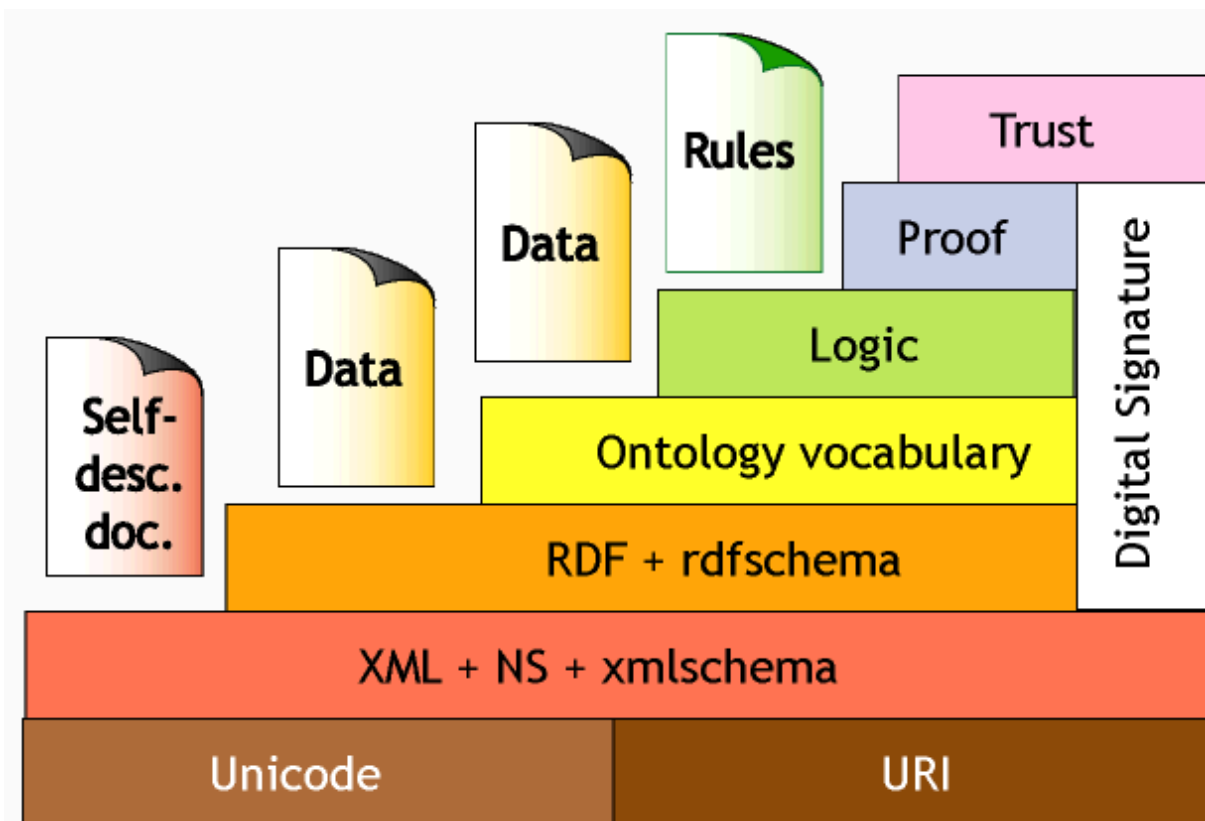 Trust
Rules
Proof
Data
Digital Signature
Logic
Data
Ontology vocabulary
Self-
desc.
doc.
RDF + rdfschema
XML + NS + xmlschema
Unicode
URI